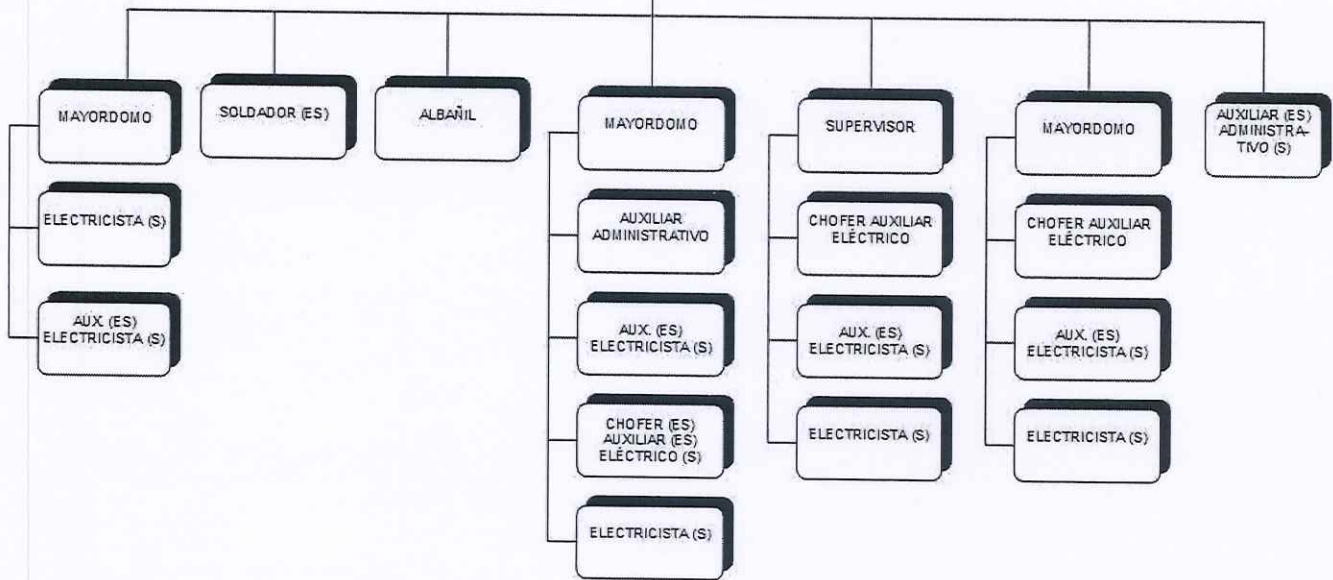 MAYORDOMO
ELECTRICISTA (S)
AUX. (ES)
ELECTRICISTA (S)
SOLDADOR (ES)
ALBAÑIL
MAYORDOMO
AUXILIAR
ADMINISTRATIVO
AUX. (ES)
ELECTRICISTA (S)
CHOFER (ES)
AUXILIAR (ES)
ELÉCTRICO (S)
ELECTRICISTA (S)
SUPERVISOR
CHOFER AUXILIAR
ELÉCTRICO
AUX. (ES)
ELECTRICISTA (S)
ELECTRICISTA (S)
MAYORDOMO
CHOFER AUXILIAR
ELÉCTRICO
AUX. (ES)
ELECTRICISTA (S)
ELECTRICISTA (S)
AUXILIAR (ES)
ADMINISTRA-
TIVO (S)